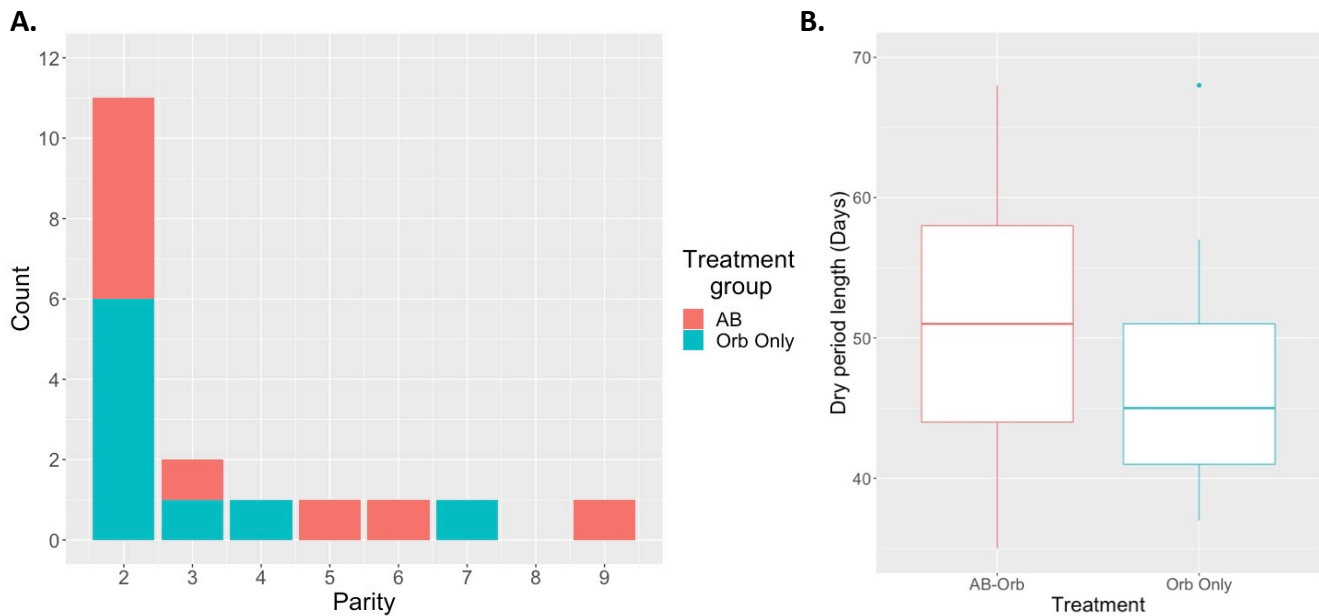 A.
12
10
8
6
4
2
0
Count
2 3 4 5 6 7 8 9
Parity
Treatment
group
AB
Orb Only
B.
70
60
50
40
Dry period length (Days)
AB-Orb Orb Only
Treatment